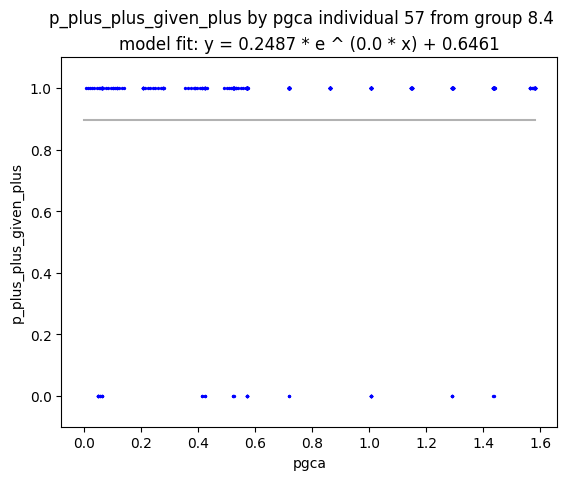 p_plus_plus_given_plus by pgca individual 57 from group 8.4
model fit: y = 0.2487 * e ^ (0.0 * x) + 0.6461
1.0
0.8
0.6
0.4
0.2
0.0
p_plus_plus_given_plus
0.0 0.2 0.4 0.6 0.8 1.0 1.2 1.4 1.6
pgca